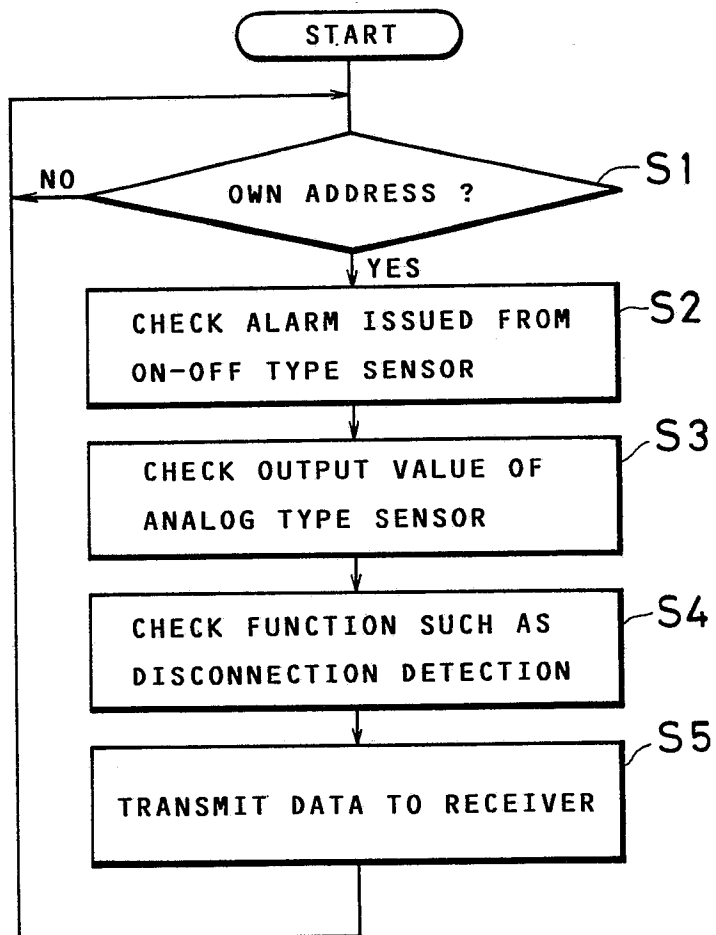 START
OWN ADDRESS ?
S1
NO
YES
CHECK ALARM ISSUED FROM
ON-OFF TYPE SENSOR
S2
CHECK OUTPUT VALUE OF
ANALOG TYPE SENSOR
S3
CHECK FUNCTION SUCH AS
DISCONNECTION DETECTION
S4
TRANSMIT DATA TO RECEIVER
S5